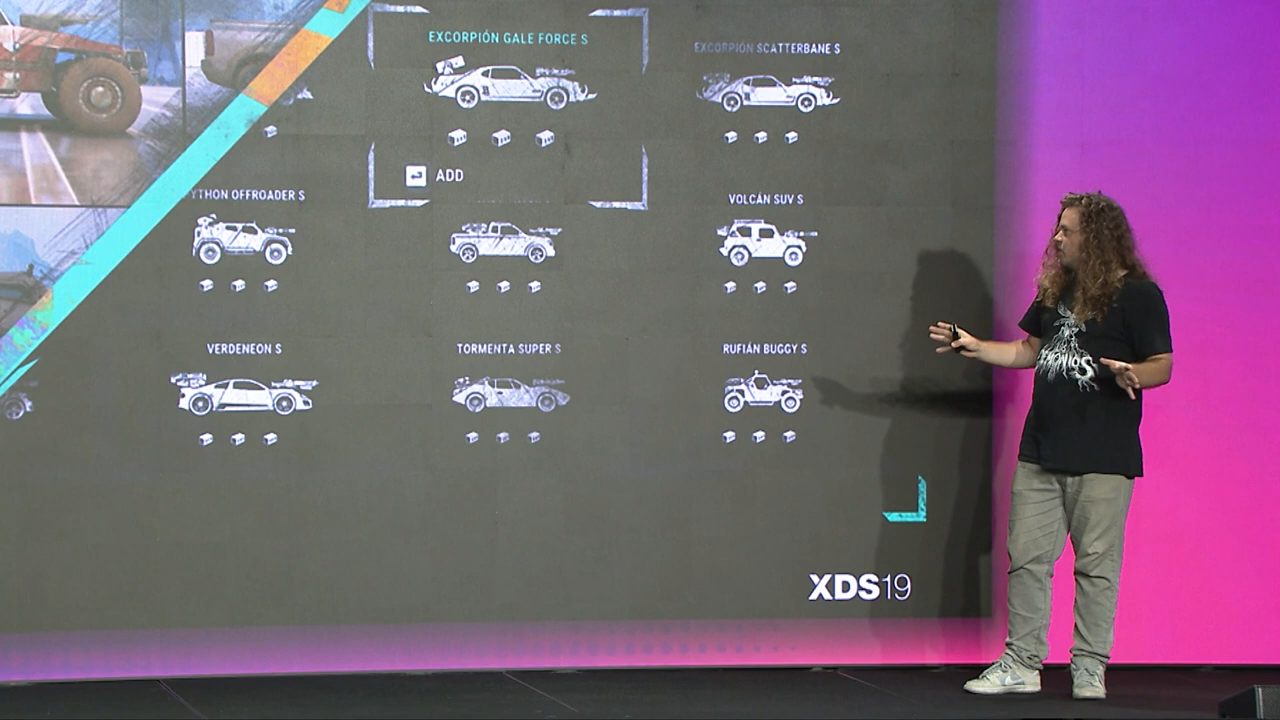 EXCORPIÓN GALE FORCE S
EXCORPIÓN SCATTERBANE S
ADD
YTHON OFFROADER S
VOLCÁN SUV S
VERDENEON S
TORMENTA SUPER S
RUFIÁN BUGGY S
XDS19